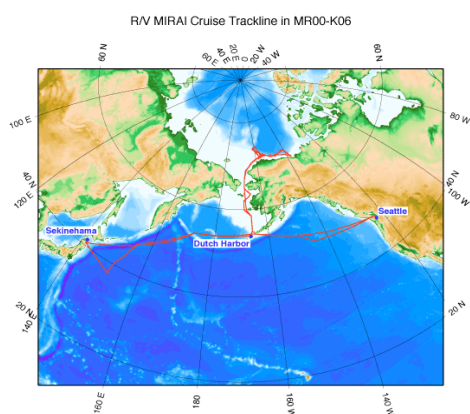 R/V MIRAI Cruise Trackline in MR00-K06
60 N
60 E
40 E
20 E
0
20 W
40 W
60 N
100 E
80 W
40 N
120 E
40 N
100 W
Seattle
Sekinehama
Dutch Harbor
20 N
140
20 N
160 E
180
160 W
140 W